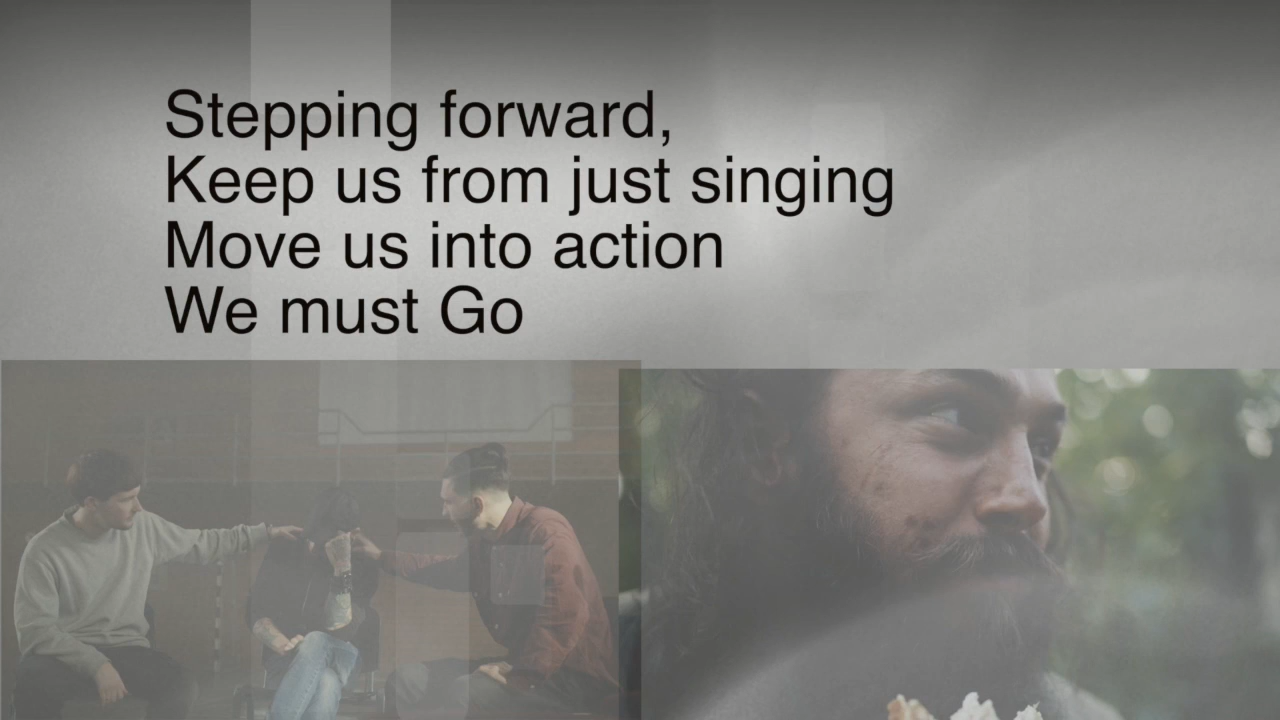 Stepping forward,
Keep us from just singing
Move us into action
We must Go